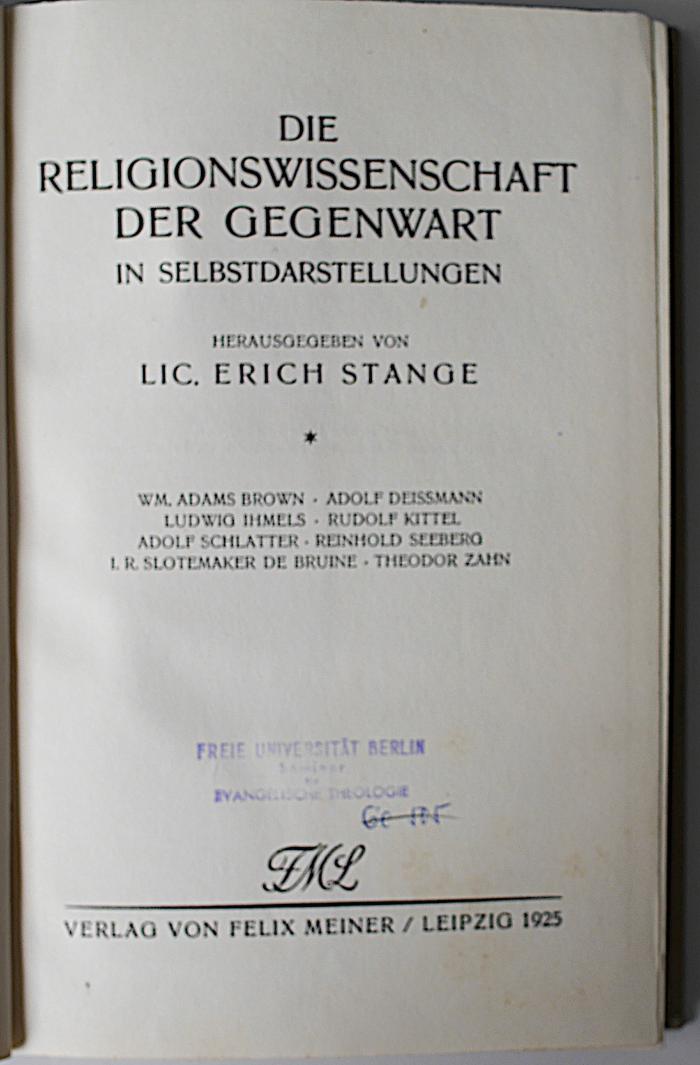 DIE
RELIGIONSWISSENSCHAFT
DER GEGENWART
IN SELBSTDARSTELLUNGEN
HERAUSGEGEBEN VON
LIC. ERICH STANGE
WM. ADAMS BROWN · ADOLF DEISSMANN
LUDWIG IHMELS · RUDOLF KITTEL
ADOLF SCHLATTER · REINHOLD SEEBERG
I. R. SLOTEMAKER DE BRUINE · THEODOR ZAHN
FREIE UNIVERSITÄT BERLIN
Seminar
EVANGELISCHE THEOLOGIE
FML
VERLAG VON FELIX MEINER / LEIPZIG 1925